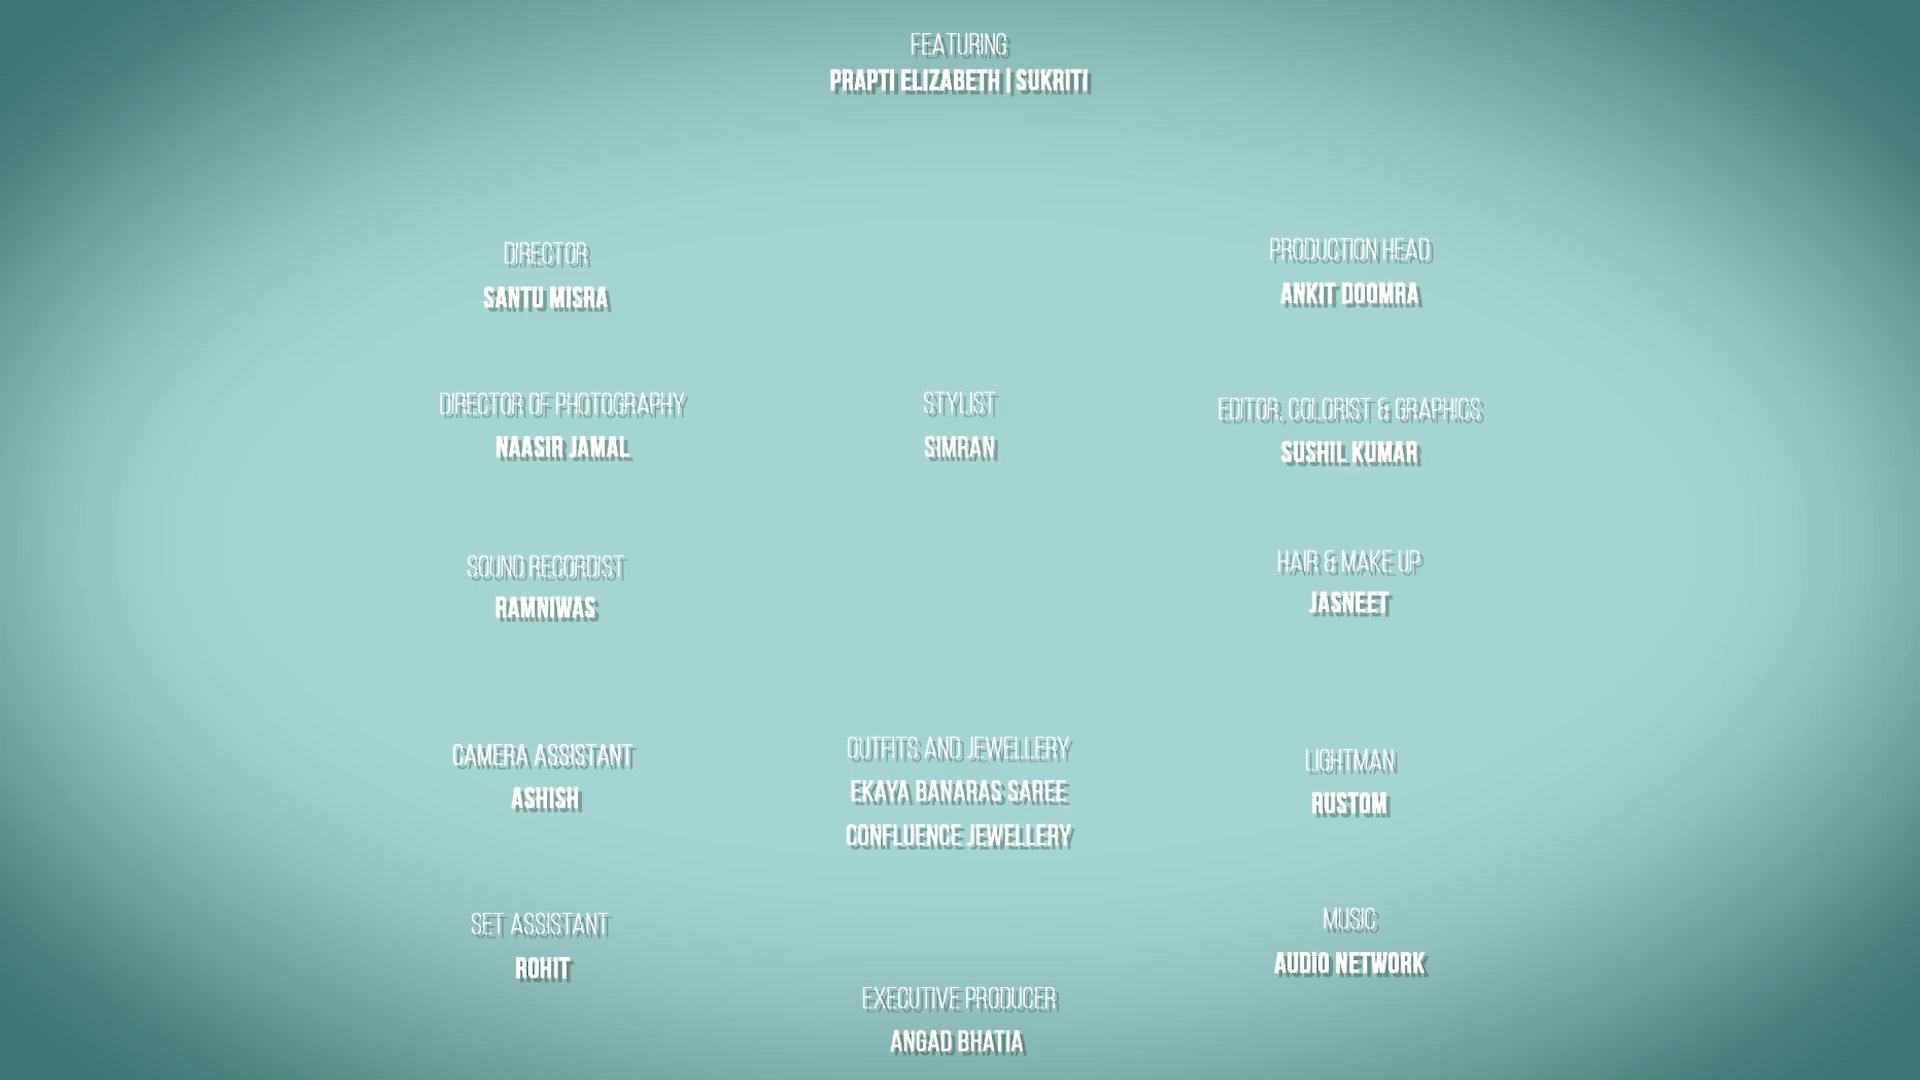 FEATURING
PRAPTI ELIZABETH | SUKRITI
DIRECTOR
SANTU MISRA
PRODUCTION HEAD
ANKIT DOOMRA
DIRECTOR OF PHOTOGRAPHY
NAASIR JAMAL
STYLIST
SIMRAN
EDITOR, COLORIST & GRAPHICS
SUSHIL KUMAR
SOUND RECORDIST
RAMNIWAS
HAIR & MAKE UP
JASNEET
CAMERA ASSISTANT
ASHISH
OUTFITS AND JEWELLERY
EKAYA BANARAS SAREE
CONFLUENCE JEWELLERY
LIGHTMAN
RUSTOM
SET ASSISTANT
ROHIT
MUSIC
AUDIO NETWORK
EXECUTIVE PRODUCER
ANGAD BHATIA